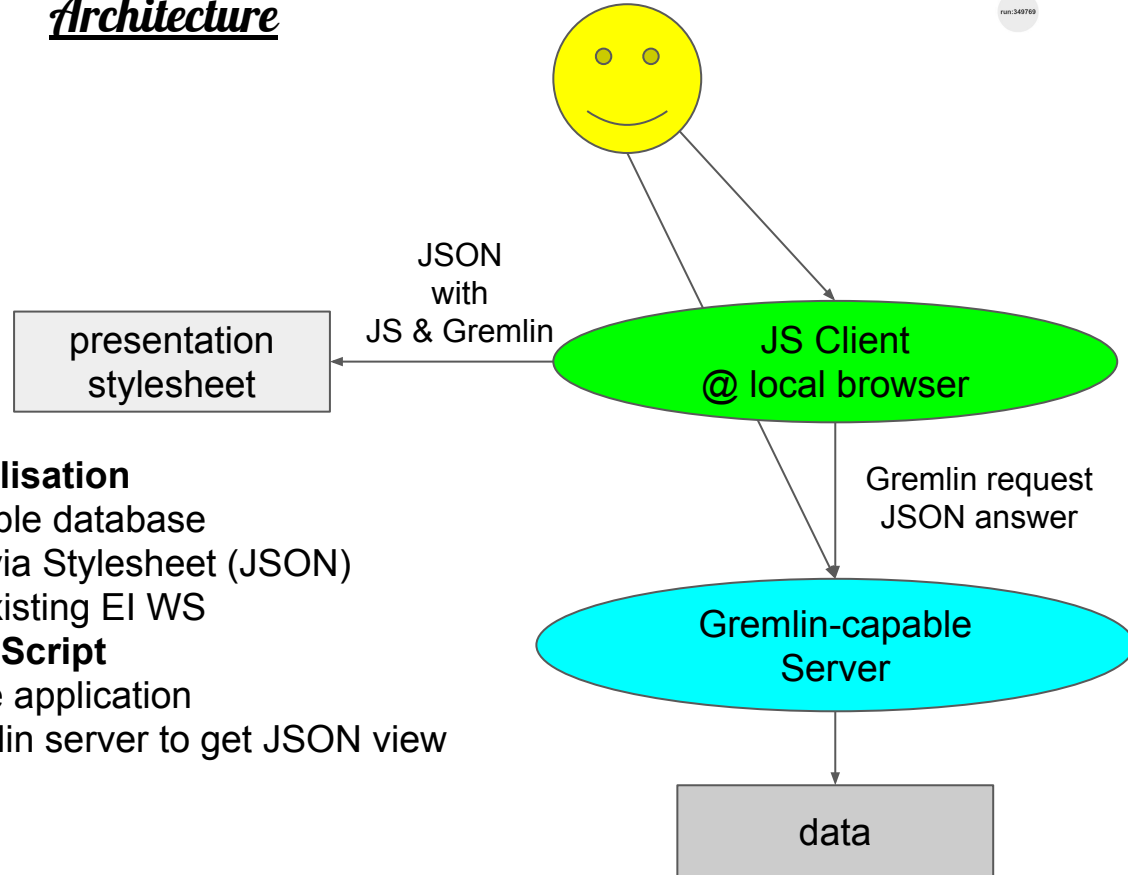 Architecture
run:349769
JSON
with
JS & Gremlin
presentation
stylesheet
JS Client
@ local browser
lisation
ple database
via Stylesheet (JSON)
xisting EI WS
Script
e application
lin server to get JSON view
Gremlin request
JSON answer
Gremlin-capable
Server
data